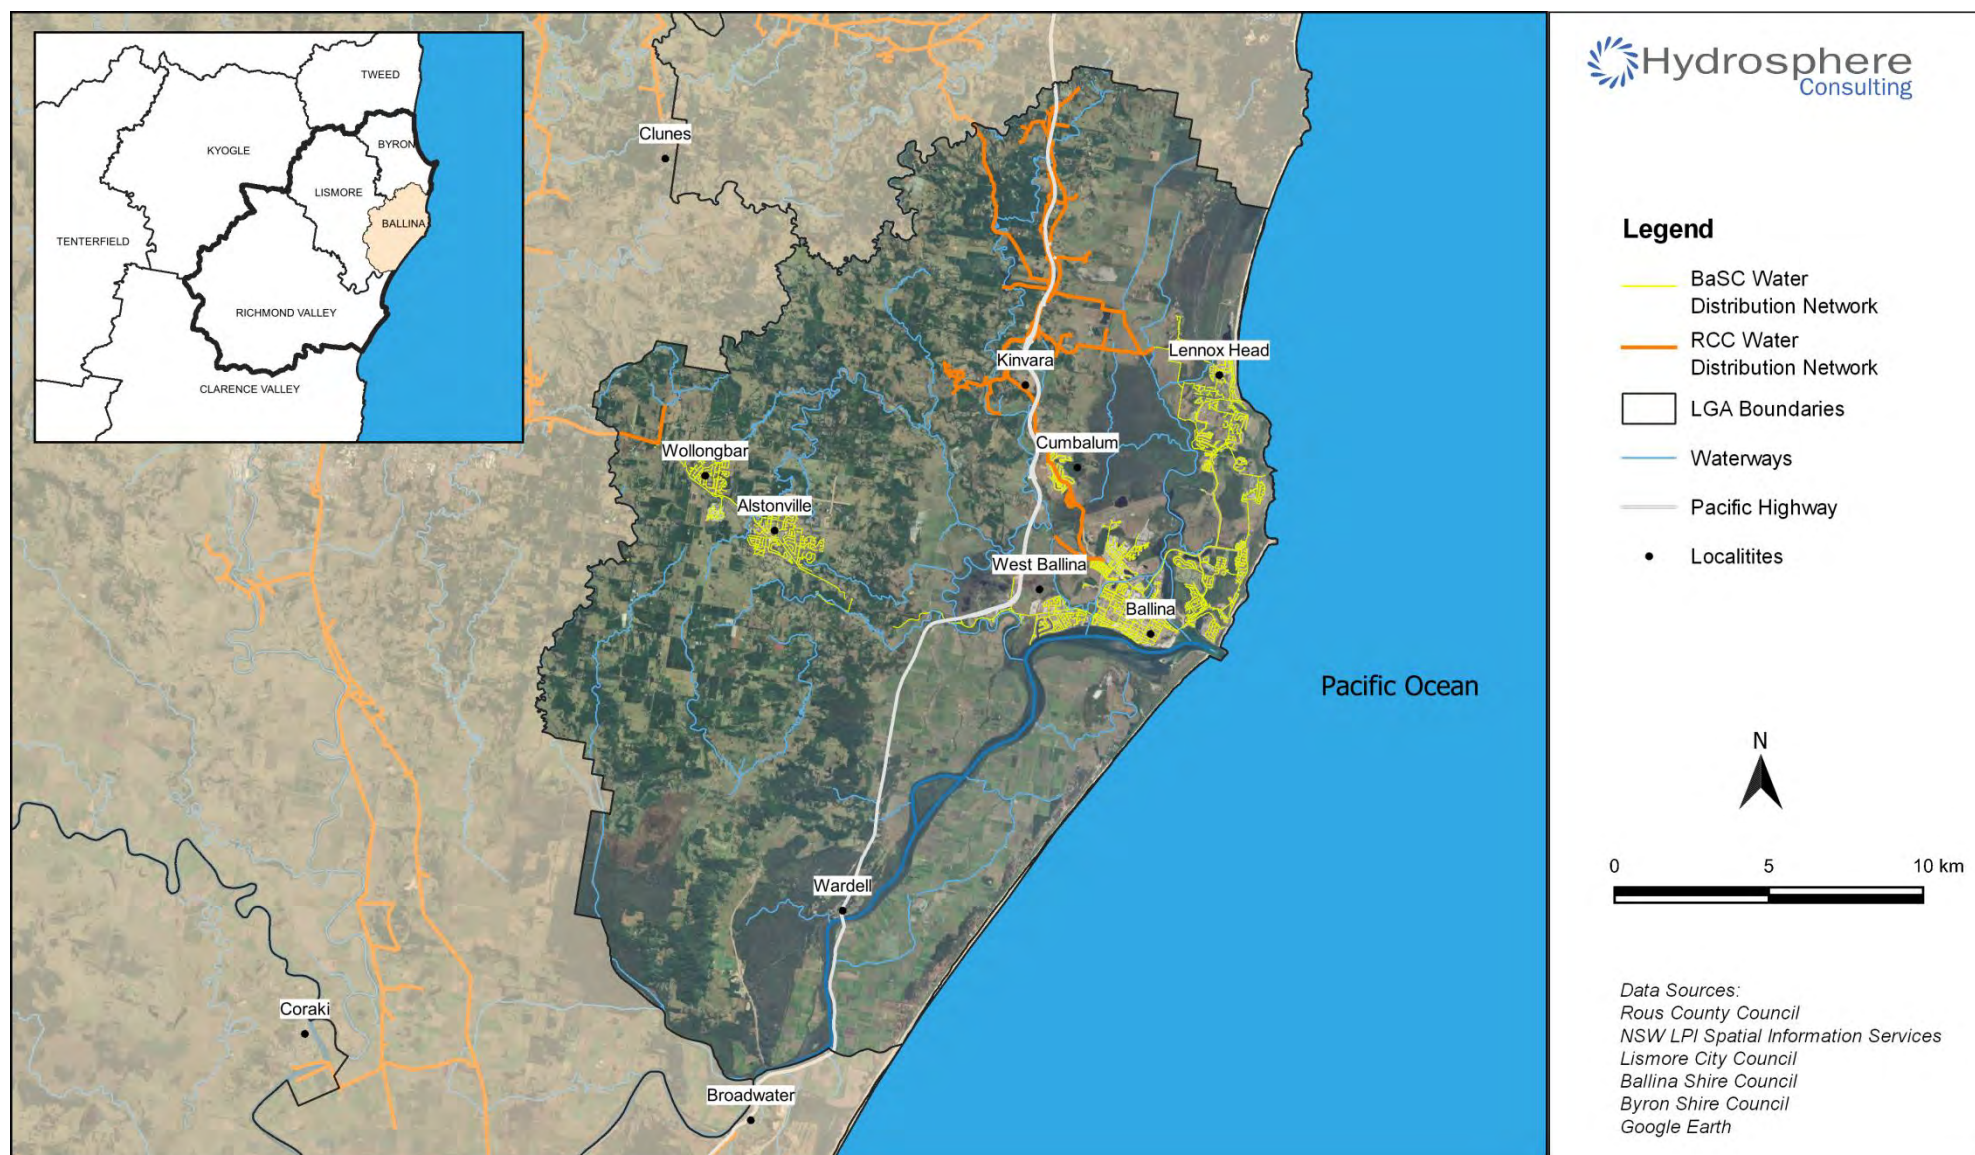 TWEED
KYOGLE
BYRON
LISMORE
BALLINA
TENTERFIELD
RICHMOND VALLEY
CLARENCE VALLEY
Clunes
Lennox Head
Kinvara
Cumbalum
Wollongbar
Alstonville
West Ballina
Ballina
Wardell
Coraki
Broadwater
Pacific Ocean
Hydrosphere
Consulting
Legend
BaSC Water
Distribution Network
RCC Water
Distribution Network
LGA Boundaries
Waterways
Pacific Highway
Localitites
N
0 5 10 km
Data Sources:
Rous County Council
NSW LPI Spatial Information Services
Lismore City Council
Ballina Shire Council
Byron Shire Council
Google Earth